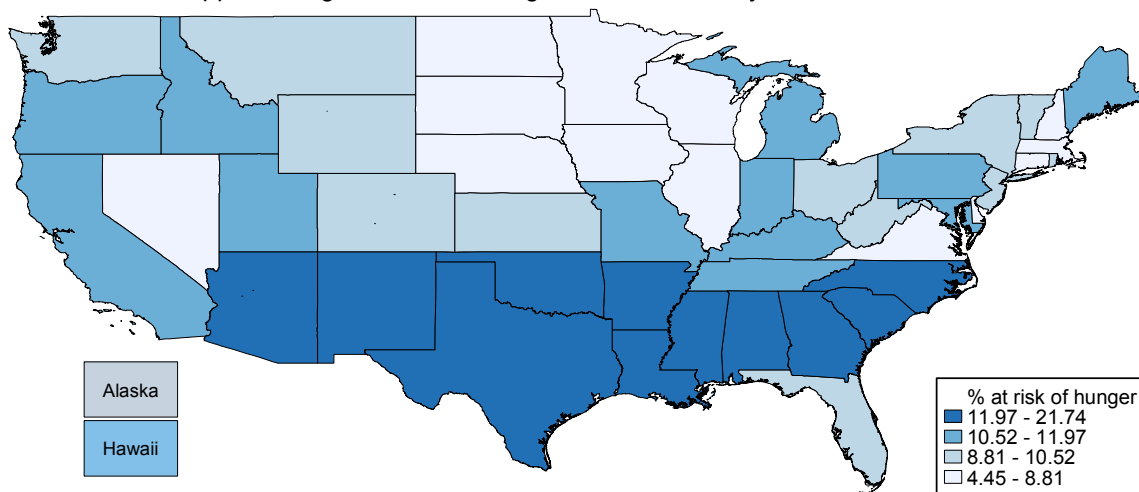 Alaska
Hawaii
% at risk of hunger
11.97 - 21.74
10.52 - 11.97
8.81 - 10.52
4.45 - 8.81